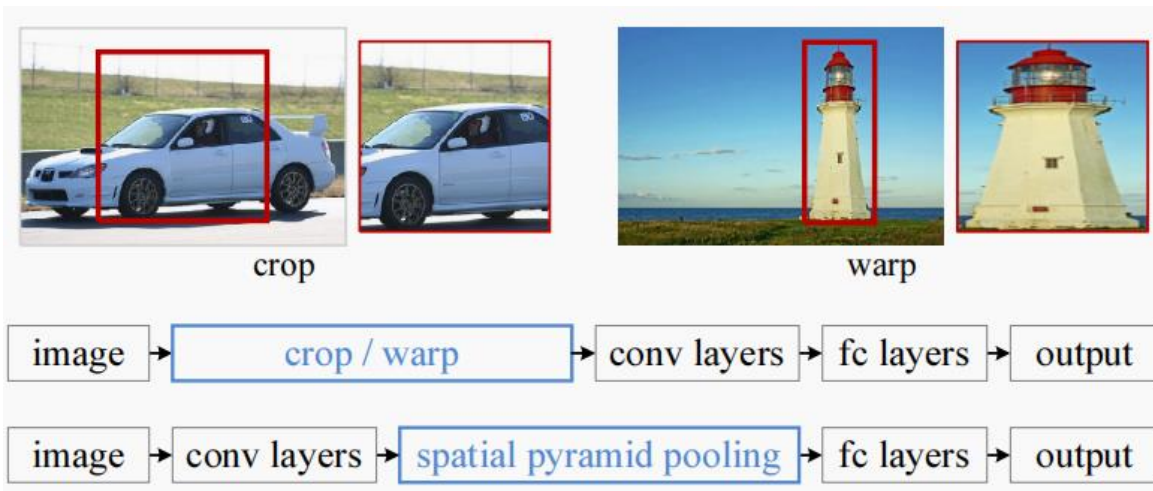 crop
warp
image crop / warp conv layers fc layers output
image conv layers spatial pyramid pooling fc layers output